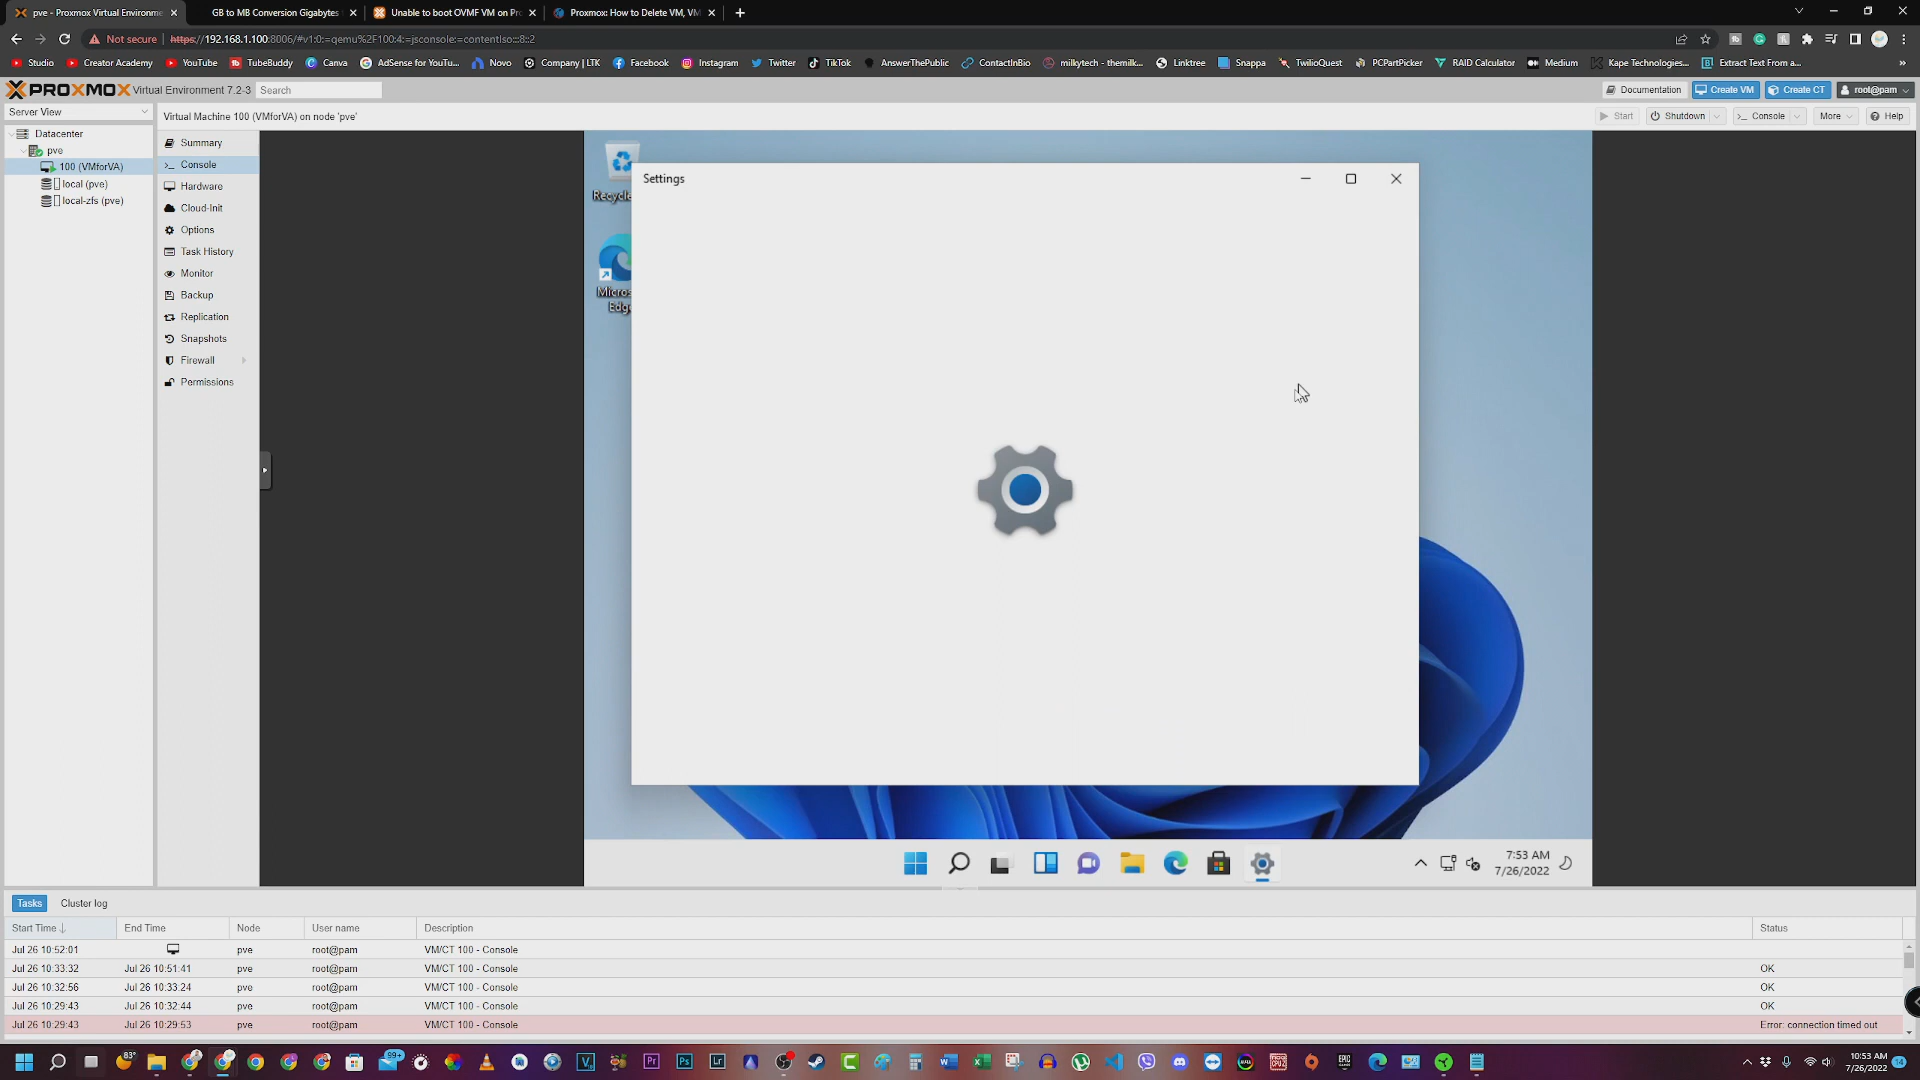 pve - Proxmox Virtual Environme
GB to MB Conversion Gigabytes
Unable to boot OVMF VM on Pro
Proxmox: How to Delete VM, VM
Not secure https://192.168.1.100:8006/#v1:0:=qemu%2F100:4:=jsconsole:=contentIso:::8::2
Studio Creator Academy YouTube TubeBuddy Canva AdSense for YouTu... Novo Company | LTK Facebook Instagram Twitter TikTok AnswerThePublic ContactInBio milkytech - themilk... Linktree Snappa TwilioQuest PCPartPicker RAID Calculator Medium Kape Technologies... Extract Text From a... »
PROXMOX Virtual Environment 7.2-3 Search Documentation Create VM Create CT root@pam
Server View
Virtual Machine 100 (VMforVA) on node 'pve' Start Shutdown Console More Help
Datacenter
pve
100 (VMforVA)
local (pve)
local-zfs (pve)
Summary
Console
Hardware
Cloud-Init
Options
Task History
Monitor
Backup
Replication
Snapshots
Firewall
Permissions
Settings
7:53 AM
7/26/2022
Tasks Cluster log
Start Time End Time Node User name Description Status
Jul 26 10:52:01 pve root@pam VM/CT 100 - Console
Jul 26 10:33:32 Jul 26 10:51:41 pve root@pam VM/CT 100 - Console OK
Jul 26 10:32:56 Jul 26 10:33:24 pve root@pam VM/CT 100 - Console OK
Jul 26 10:29:43 Jul 26 10:32:44 pve root@pam VM/CT 100 - Console OK
Jul 26 10:29:43 Jul 26 10:29:53 pve root@pam VM/CT 100 - Console Error: connection timed out
83° 99+ Pr Ps Lr
10:53 AM
7/26/2022
14